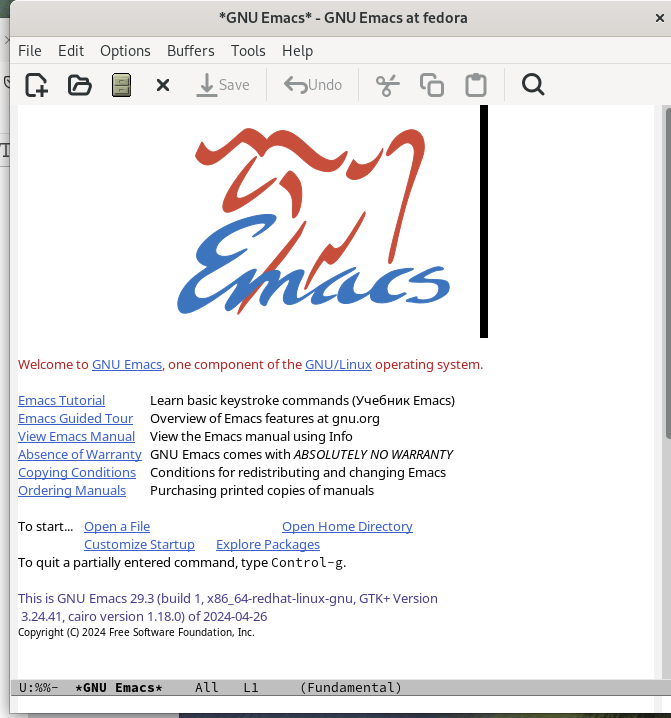 *GNU Emacs* - GNU Emacs at fedora
File Edit Options Buffers Tools Help
Save Undo
Emacs
Welcome to GNU Emacs, one component of the GNU/Linux operating system.
Emacs Tutorial Learn basic keystroke commands (Учебник Emacs)
Emacs Guided Tour Overview of Emacs features at gnu.org
View Emacs Manual View the Emacs manual using Info
Absence of Warranty GNU Emacs comes with ABSOLUTELY NO WARRANTY
Copying Conditions Conditions for redistributing and changing Emacs
Ordering Manuals Purchasing printed copies of manuals
To start... Open a File Open Home Directory
Customize Startup Explore Packages
To quit a partially entered command, type Control-g.
This is GNU Emacs 29.3 (build 1, x86_64-redhat-linux-gnu, GTK+ Version
3.24.41, cairo version 1.18.0) of 2024-04-26
Copyright (C) 2024 Free Software Foundation, Inc.
U:%%- *GNU Emacs* All L1 (Fundamental)